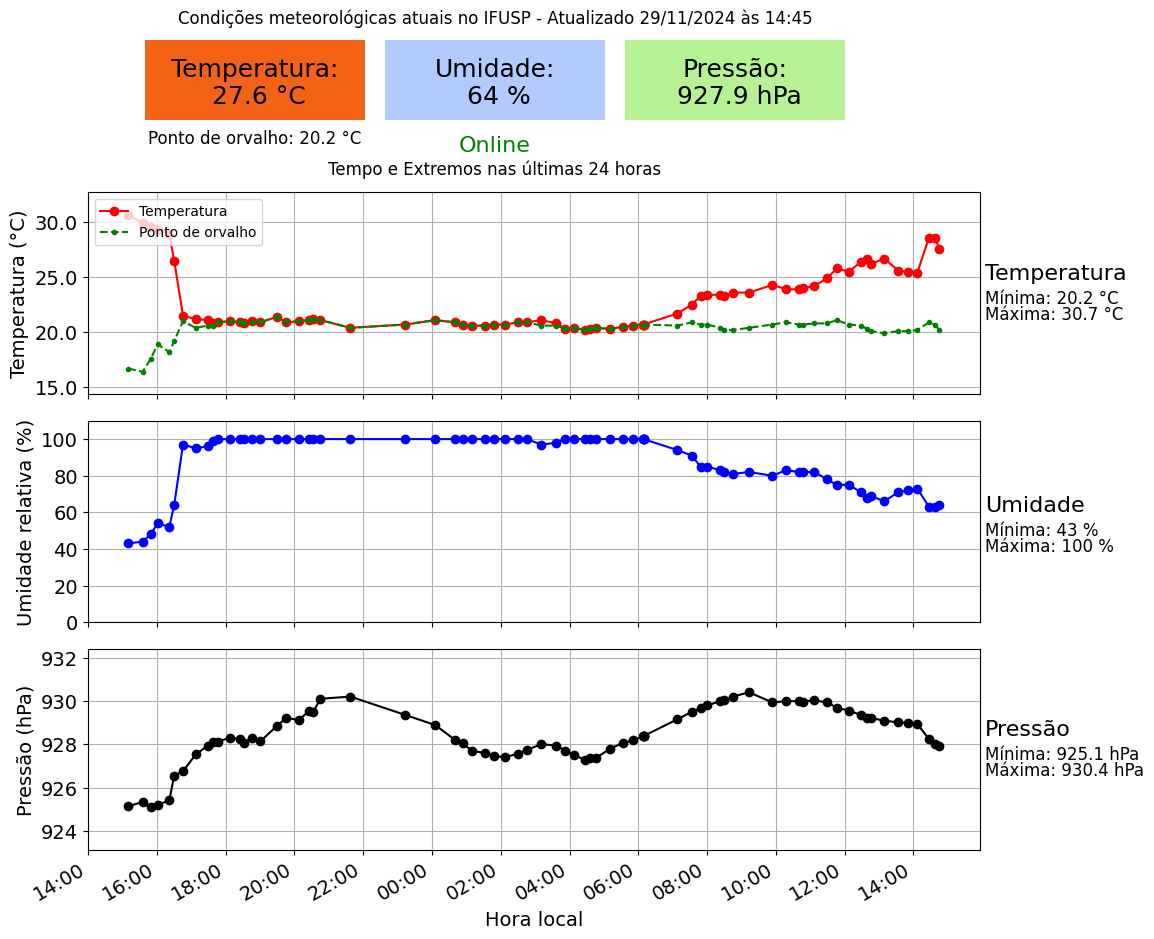 Condições meteorológicas atuais no IFUSP - Atualizado 29/11/2024 às 14:45
Temperatura:
27.6 °C
Umidade:
64 %
Pressão:
927.9 hPa
Ponto de orvalho: 20.2 °C
Online
Tempo e Extremos nas últimas 24 horas
Temperatura (°C)
30.0
25.0
20.0
15.0
Temperatura
Ponto de orvalho
Temperatura
Mínima: 20.2 °C
Máxima: 30.7 °C
Umidade relativa (%)
100
80
60
40
20
0
Umidade
Mínima: 43 %
Máxima: 100 %
Pressão (hPa)
932
930
928
926
924
Pressão
Mínima: 925.1 hPa
Máxima: 930.4 hPa
14:00 16:00 18:00 20:00 22:00 00:00 02:00 04:00 06:00 08:00 10:00 12:00 14:00
Hora local